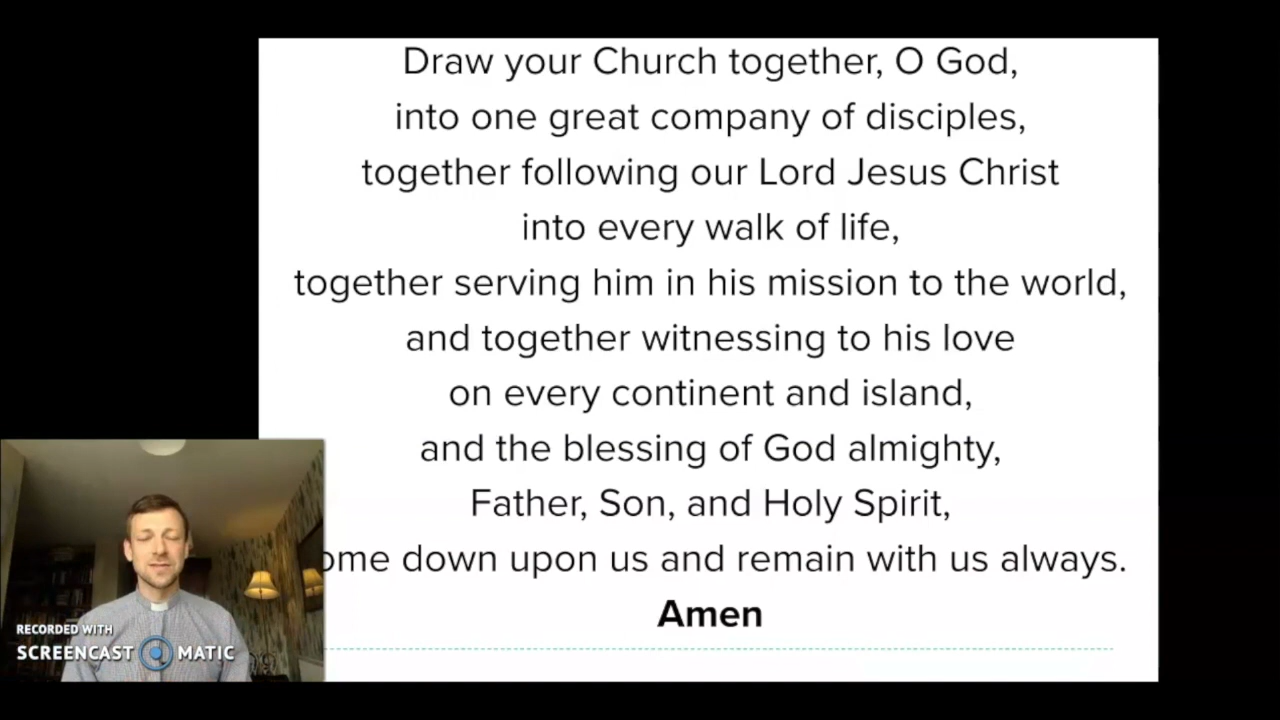 Draw your Church together, O God,
into one great company of disciples,
together following our Lord Jesus Christ
into every walk of life,
together serving him in his mission to the world,
and together witnessing to his love
on every continent and island,
and the blessing of God almighty,
Father, Son, and Holy Spirit,
ome down upon us and remain with us always.
Amen
RECORDED WITH
SCREENCAST MATIC